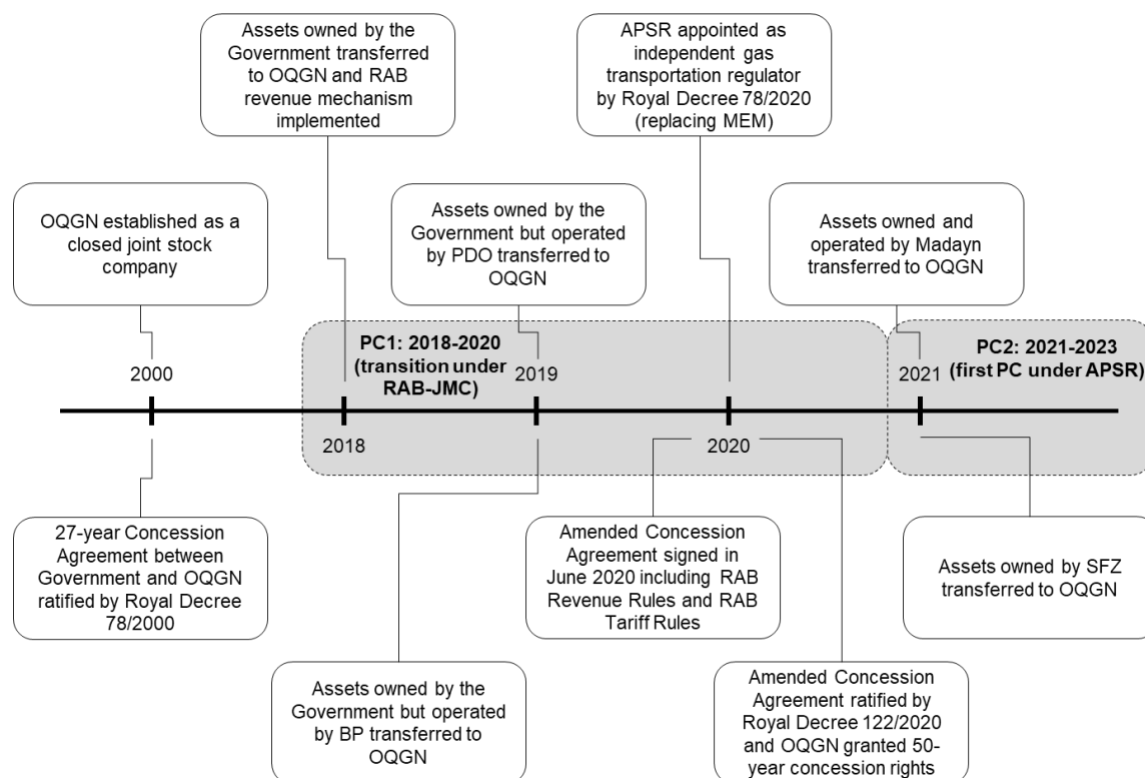 Assets owned by the
Government transferred
to OQGN and RAB
revenue mechanism
implemented
APSR appointed as
independent gas
transportation regulator
by Royal Decree 78/2020
(replacing MEM)
OQGN established as a
closed joint stock
company
Assets owned by the
Government but operated
by PDO transferred to
OQGN
Assets owned and
operated by Madayn
transferred to OQGN
PC1: 2018-2020
(transition under
RAB-JMC)
PC2: 2021-2023
(first PC under APSR)
2000
2019
2021
2018
2020
27-year Concession
Agreement between
Government and OQGN
ratified by Royal Decree
78/2000
Amended Concession
Agreement signed in
June 2020 including RAB
Revenue Rules and RAB
Tariff Rules
Assets owned by SFZ
transferred to OQGN
Assets owned by the
Government but operated
by BP transferred to
OQGN
Amended Concession
Agreement ratified by
Royal Decree 122/2020
and OQGN granted 50-
year concession rights